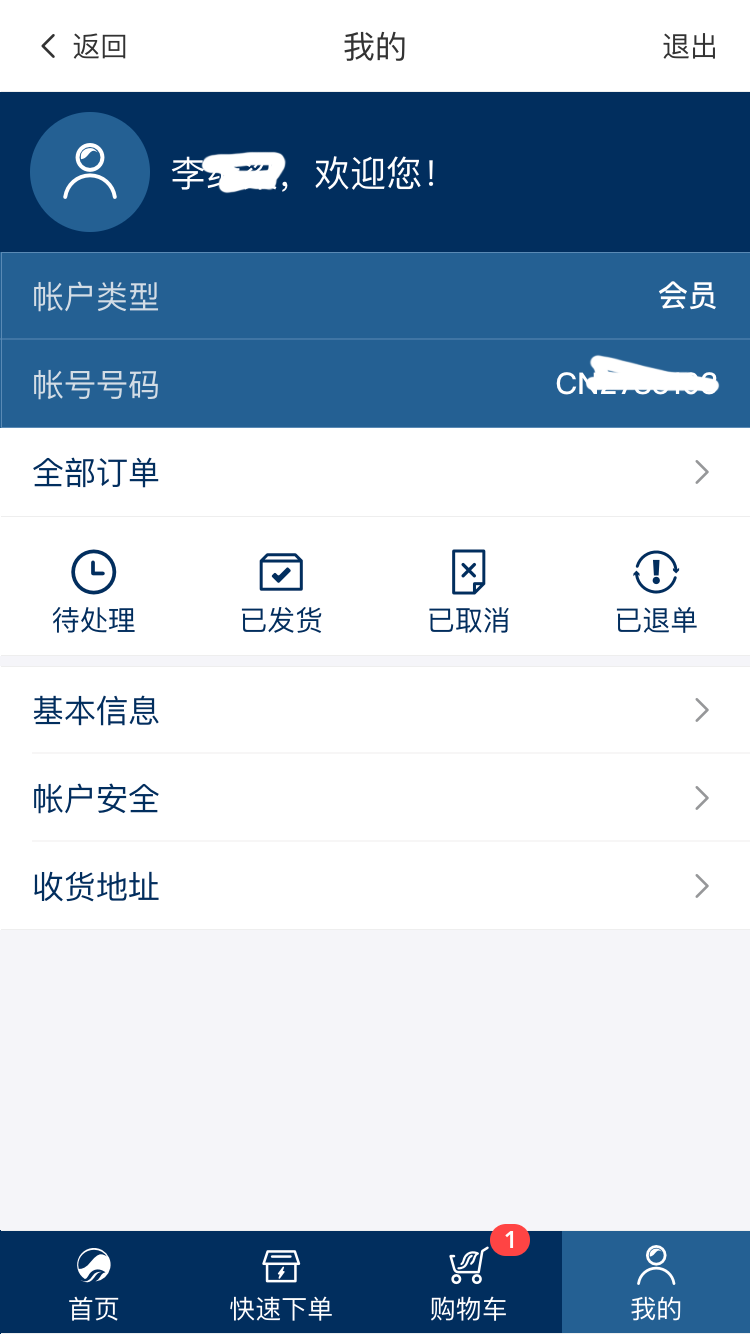 返回
我的
退出
李 ，欢迎您！
帐户类型
会员
帐号号码
CN
全部订单
待处理
已发货
已取消
已退单
基本信息
帐户安全
收货地址
1
首页
快速下单
购物车
我的